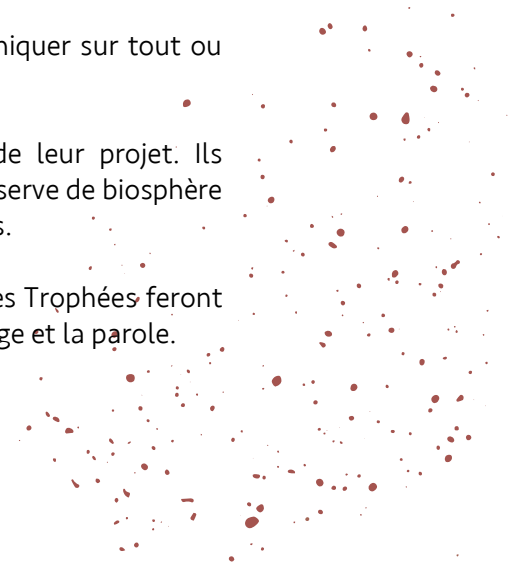 niquer sur tout ou
de leur projet. Ils
serve de biosphère
s.
es Trophées feront
ge et la parole.